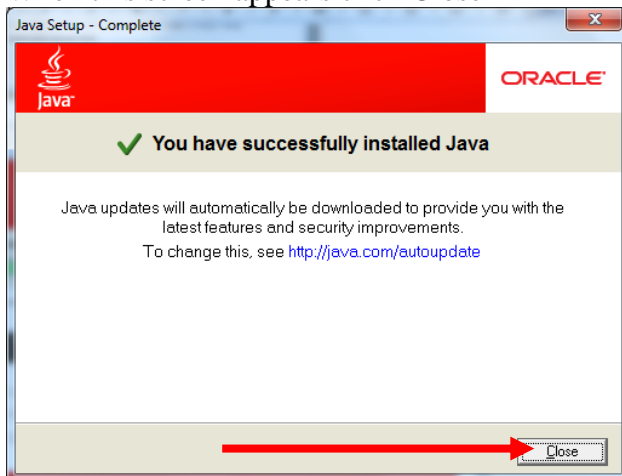 Java Setup - Complete
Java
ORACLE
You have successfully installed Java
Java updates will automatically be downloaded to provide you with the
latest features and security improvements.
To change this, see http://java.com/autoupdate
Close